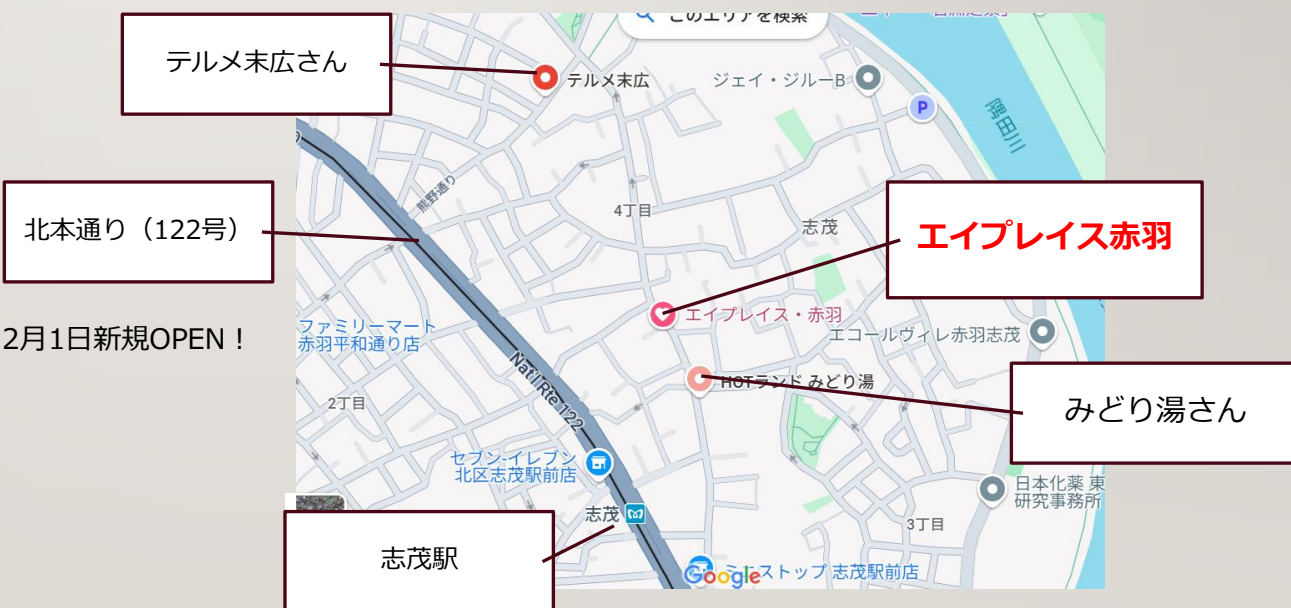 このエリアを検索
テルメ末広さん
テルメ末広
ジェイ・ジルーB
P
隅田川
北本通り（122号）
熊野通り
4丁目
志茂
エイプレイス赤羽
エイプレイス・赤羽
2月1日新規OPEN！
ファミリーマート
赤羽平和通り店
エコールヴィレ赤羽志茂
Nat'l Rte 122
HOTランド みどり湯
みどり湯さん
2丁目
セブン-イレブン
北区志茂駅前店
日本化薬 東
研究事務所
志茂
3丁目
志茂駅
Google
ストップ 志茂駅前店